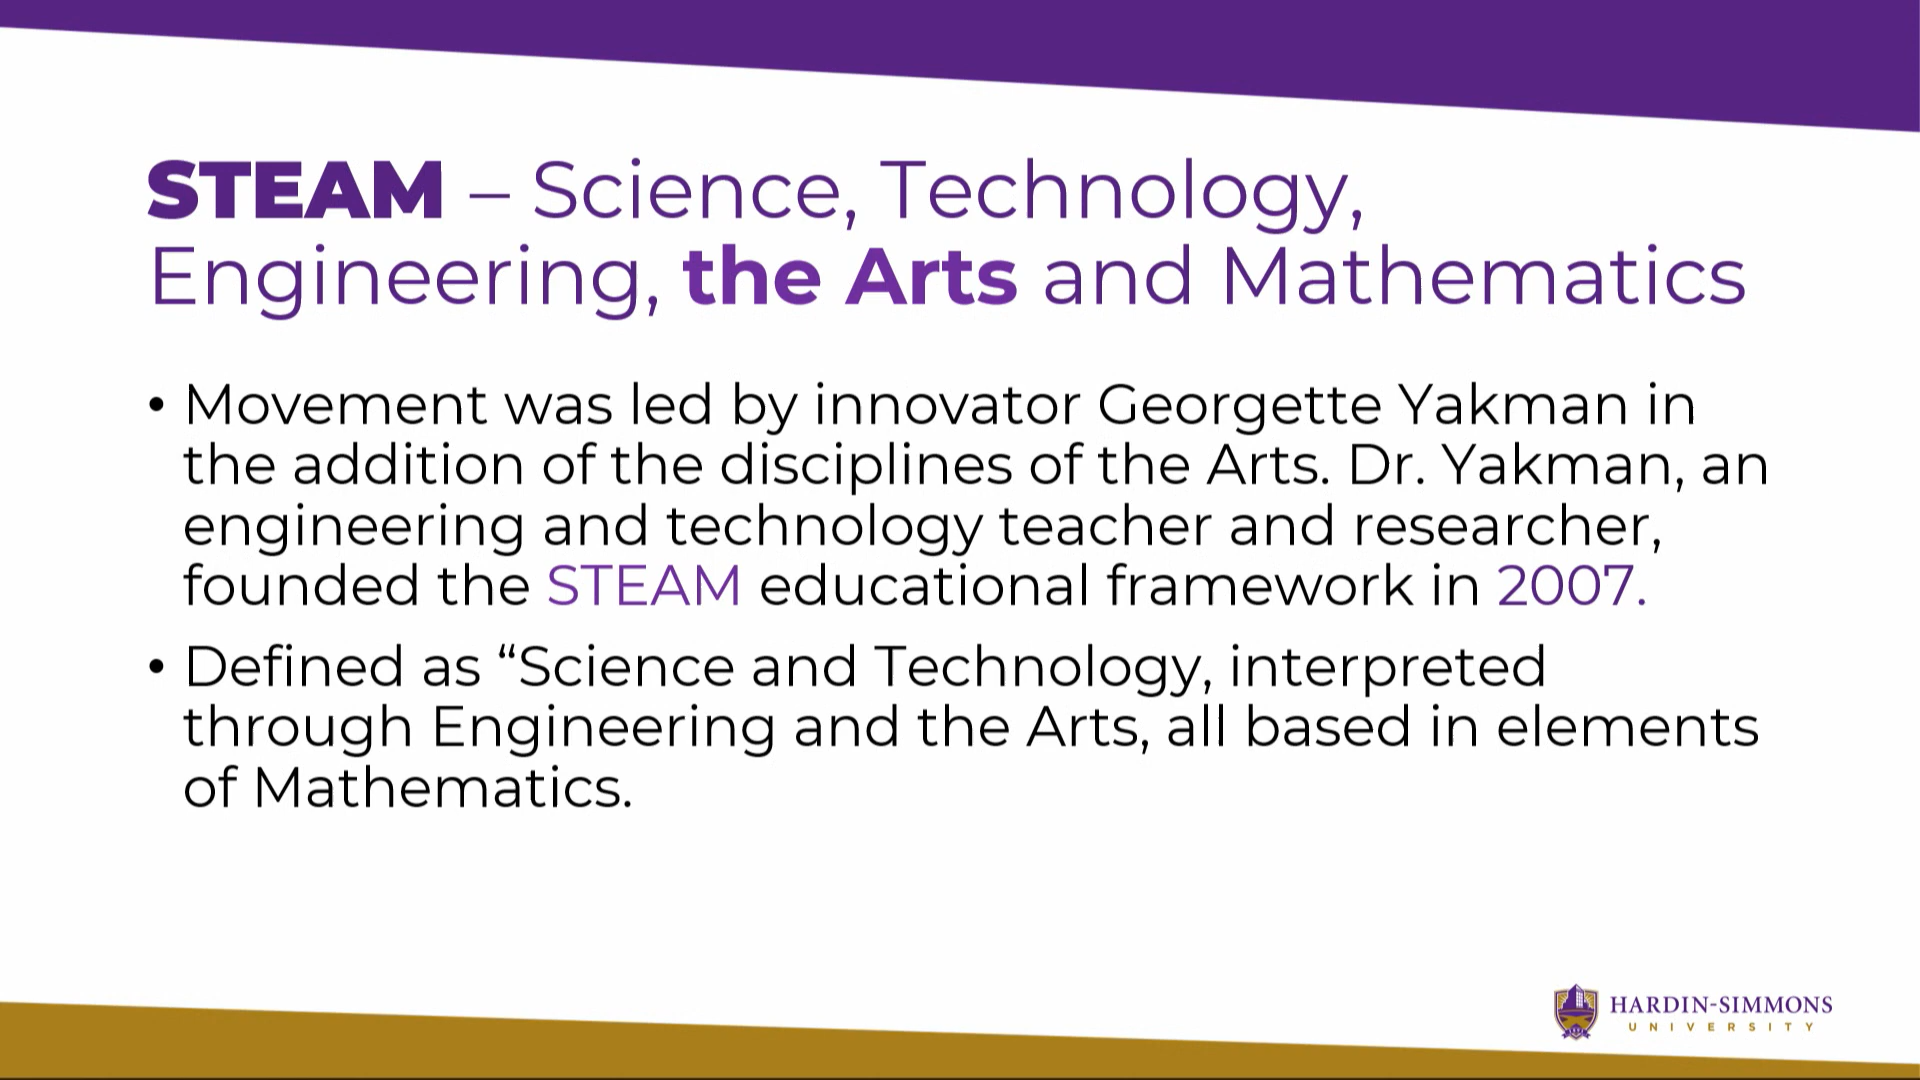 STEAM – Science, Technology,
Engineering, the Arts and Mathematics
• Movement was led by innovator Georgette Yakman in
the addition of the disciplines of the Arts. Dr. Yakman, an
engineering and technology teacher and researcher,
founded the STEAM educational framework in 2007.
• Defined as “Science and Technology, interpreted
through Engineering and the Arts, all based in elements
of Mathematics.
HARDIN-SIMMONS
UNIVERSITY